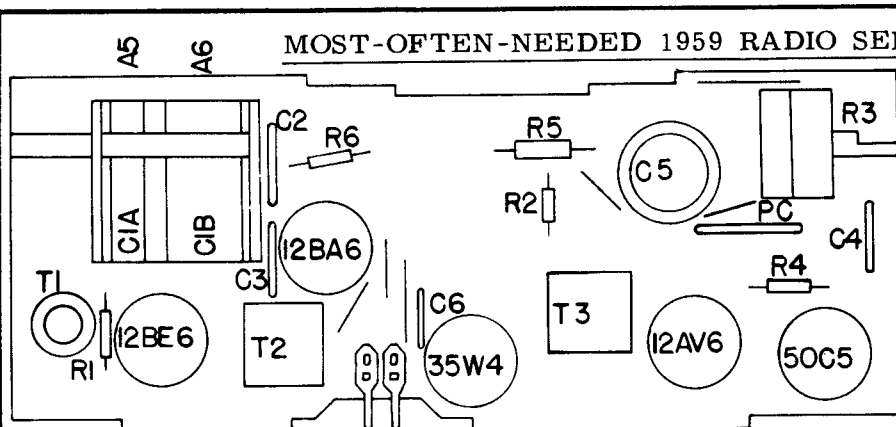 MOST-OFTEN-NEEDED 1959 RADIO
A5
A6
C2
R6
R5
C5
R3
C1A
C1B
R2
PC
C4
12BA6
C3
T1
R1
12BE6
T2
C6
35W4
T3
R4
12AV6
50C5